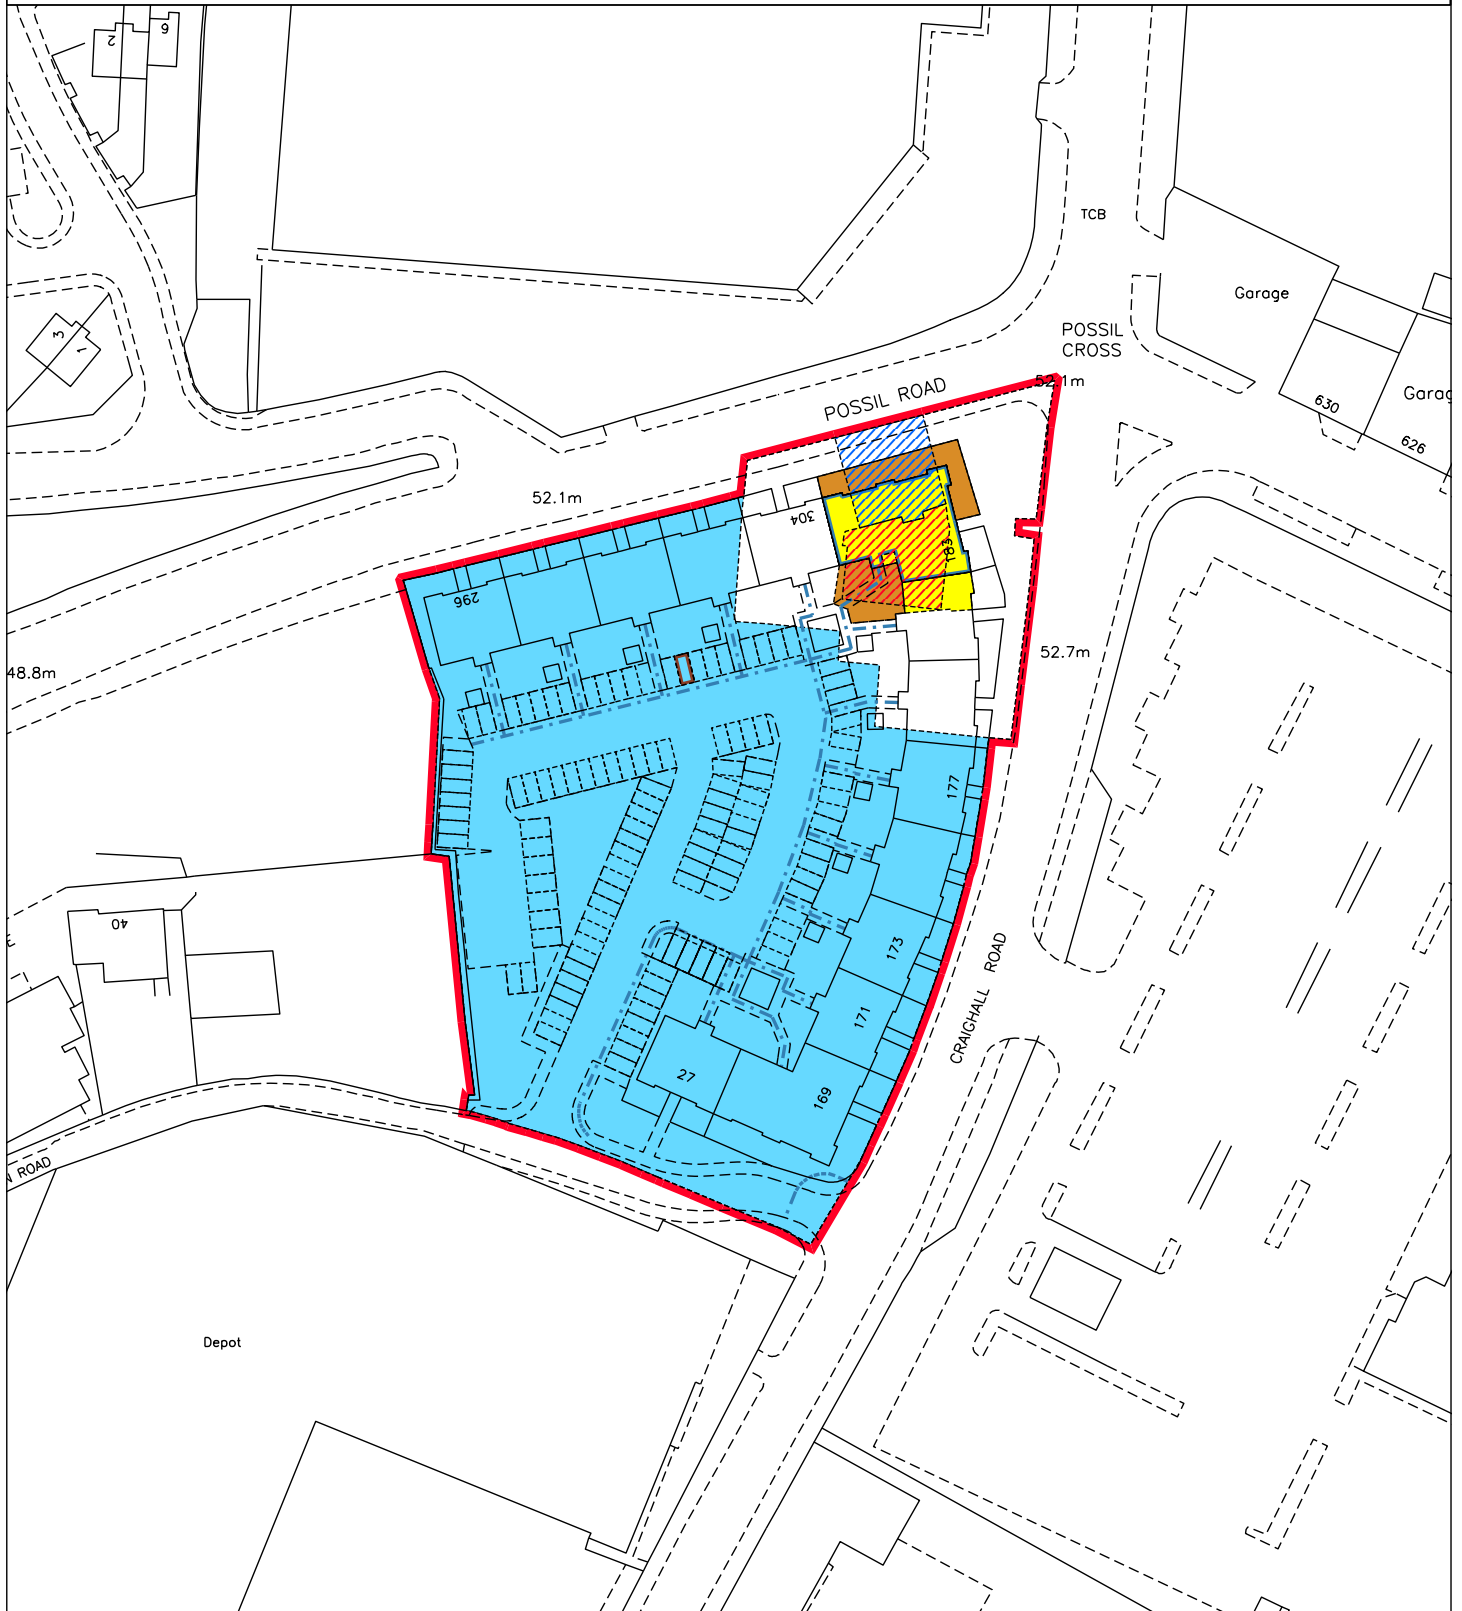 2
6
TCB
3
1
Garage
POSSIL
CROSS
52.1m
Garag
POSSIL ROAD
630
626
52.1m
304
183
296
52.7m
48.8m
177
40
173
CRAIGHALL ROAD
171
27
169
ROAD
Depot